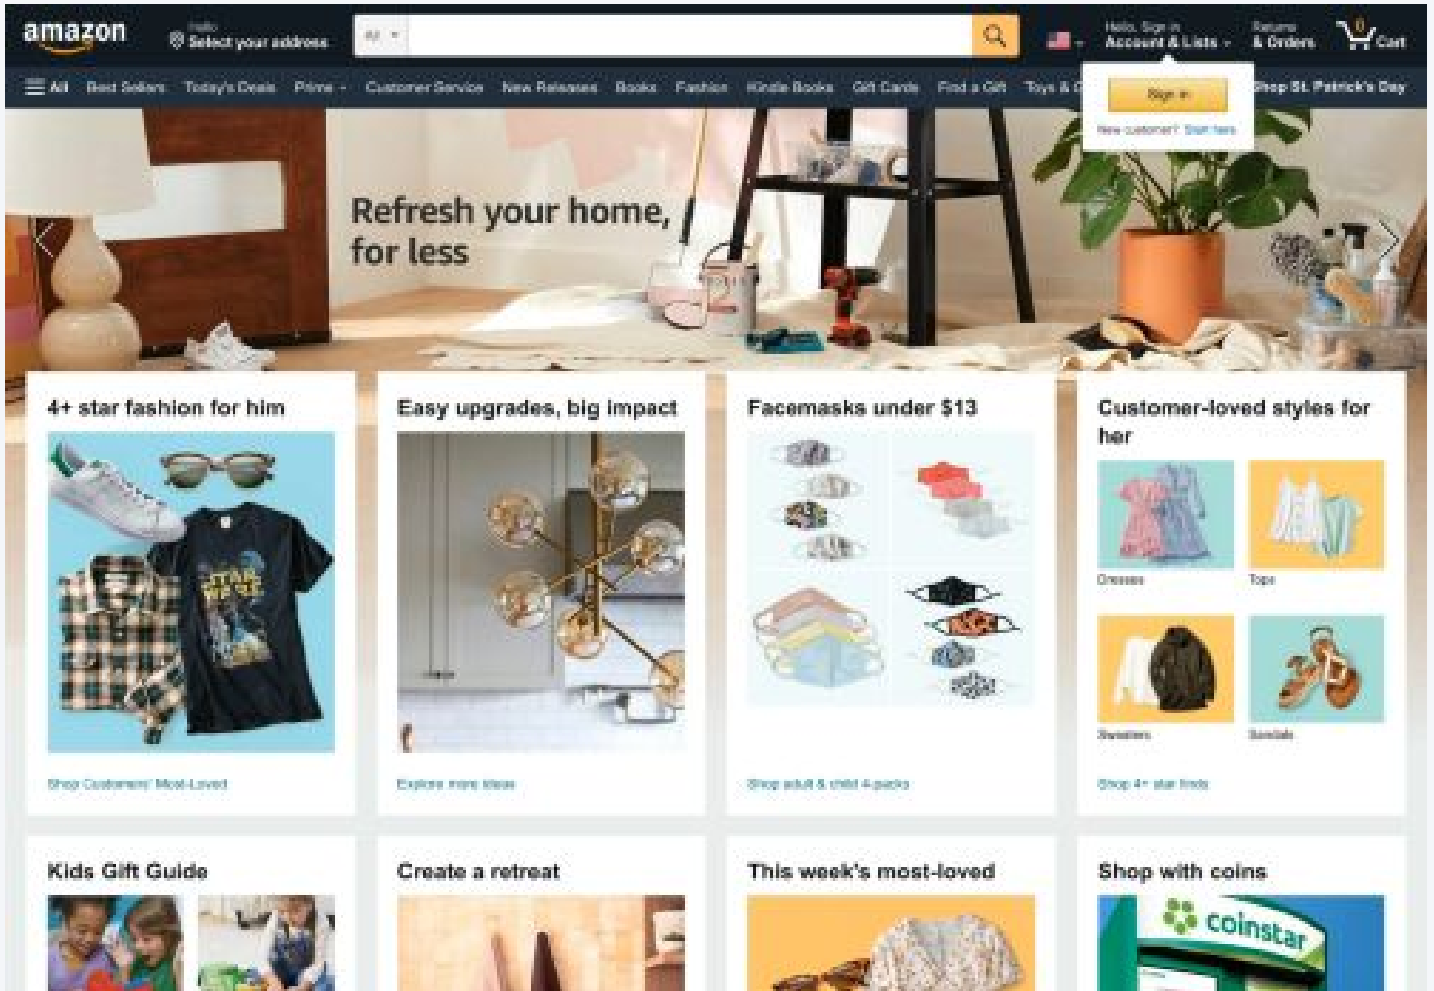 amazon
Hello
Select your address
All
Hello, Sign in
Account & Lists
Returns
& Orders
0
Cart
All
Best Sellers
Today's Deals
Prime
Customer Service
New Releases
Books
Fashion
Kindle Books
Gift Cards
Find a Gift
Toys & G
Shop St. Patrick's Day
Sign in
New customer? Start here.
Refresh your home,
for less
4+ star fashion for him
STAR
WARS
Shop Customers' Most-Loved
Easy upgrades, big impact
Explore more ideas
Facemasks under $13
Shop adult & child 4-packs
Customer-loved styles for
her
Dresses
Tops
Sweaters
Sandals
Shop 4+ star finds
Kids Gift Guide
Create a retreat
This week's most-loved
Shop with coins
coinstar